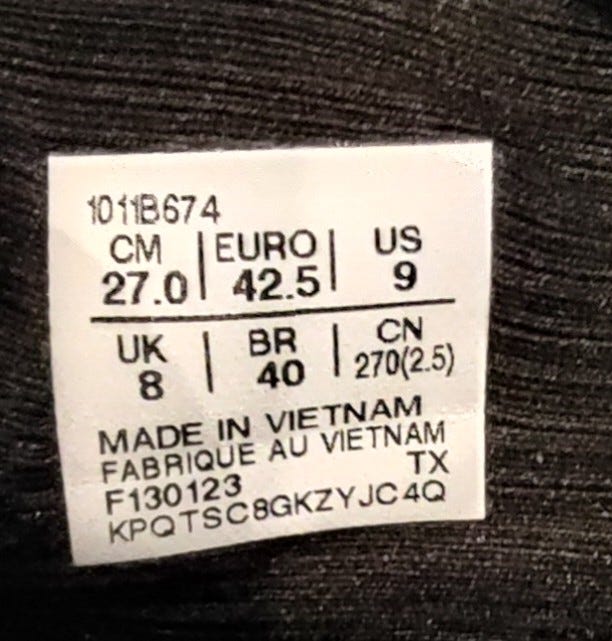 1011B674
CM | EURO | US
27.0 | 42.5 | 9
UK | BR | CN
8 | 40 | 270(2.5)
MADE IN VIETNAM
FABRIQUE AU VIETNAM
F130123 TX
KPQTSC8GKZYJC4Q